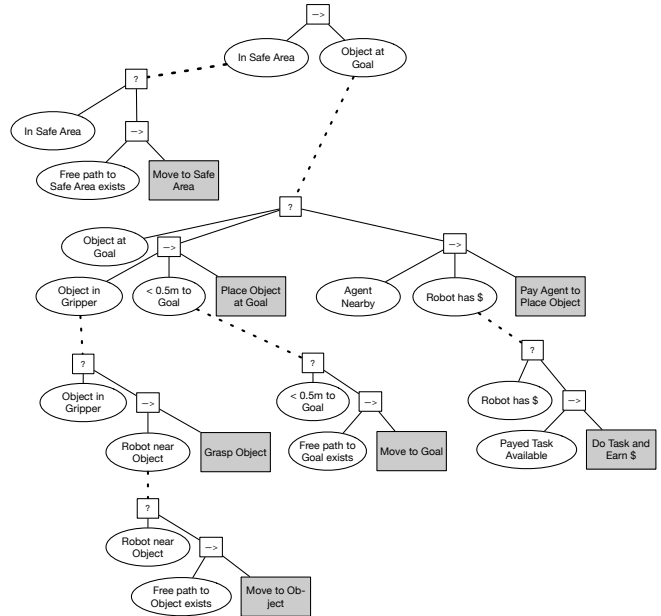 —>
In Safe Area
Object at
Goal
?
In Safe Area
—>
Free path to
Safe Area exists
Move to Safe
Area
?
Object at
Goal
—>
—>
Object in
Gripper
< 0.5m to
Goal
Place Object
at Goal
Agent
Nearby
Robot has $
Pay Agent to
Place Object
?
Object in
Gripper
—>
?
< 0.5m to
Goal
—>
?
Robot has $
—>
Robot near
Object
Grasp Object
Free path to
Goal exists
Move to Goal
Payed Task
Available
Do Task and
Earn $
?
Robot near
Object
—>
Free path to
Object exists
Move to Ob-
ject